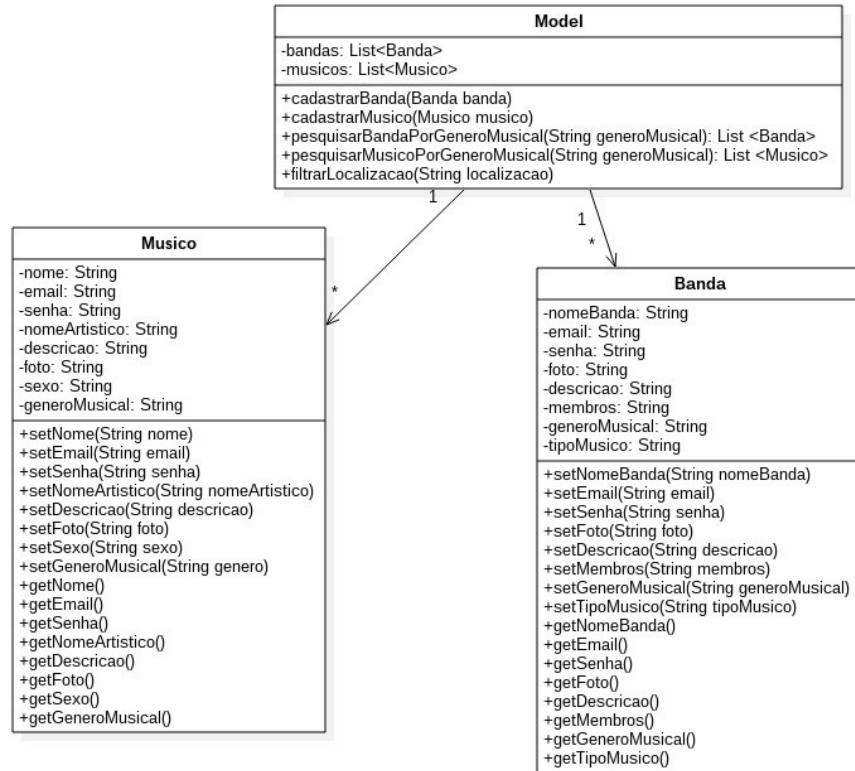 Model
-bandas: List<Banda>
-musicos: List<Musico>
+cadastrarBanda(Banda banda)
+cadastrarMusico(Musico musico)
+pesquisarBandaPorGeneroMusical(String generoMusical): List <Banda>
+pesquisarMusicoPorGeneroMusical(String generoMusical): List <Musico>
+filtrarLocalizacao(String localizacao)
1
1
*
*
Musico
-nome: String
-email: String
-senha: String
-nomeArtistico: String
-descricao: String
-foto: String
-sexo: String
-generoMusical: String
+setNome(String nome)
+setEmail(String email)
+setSenha(String senha)
+setNomeArtistico(String nomeArtistico)
+setDescricao(String descricao)
+setFoto(String foto)
+setSexo(String sexo)
+setGeneroMusical(String genero)
+getNome()
+getEmail()
+getSenha()
+getNomeArtistico()
+getDescricao()
+getFoto()
+getSexo()
+getGeneroMusical()
Banda
-nomeBanda: String
-email: String
-senha: String
-foto: String
-descricao: String
-membros: String
-generoMusical: String
-tipoMusico: String
+setNomeBanda(String nomeBanda)
+setEmail(String email)
+setSenha(String senha)
+setFoto(String foto)
+setDescricao(String descricao)
+setMembros(String membros)
+setGeneroMusical(String generoMusical)
+setTipoMusico(String tipoMusico)
+getNomeBanda()
+getEmail()
+getSenha()
+getFoto()
+getDescricao()
+getMembros()
+getGeneroMusical()
+getTipoMusico()